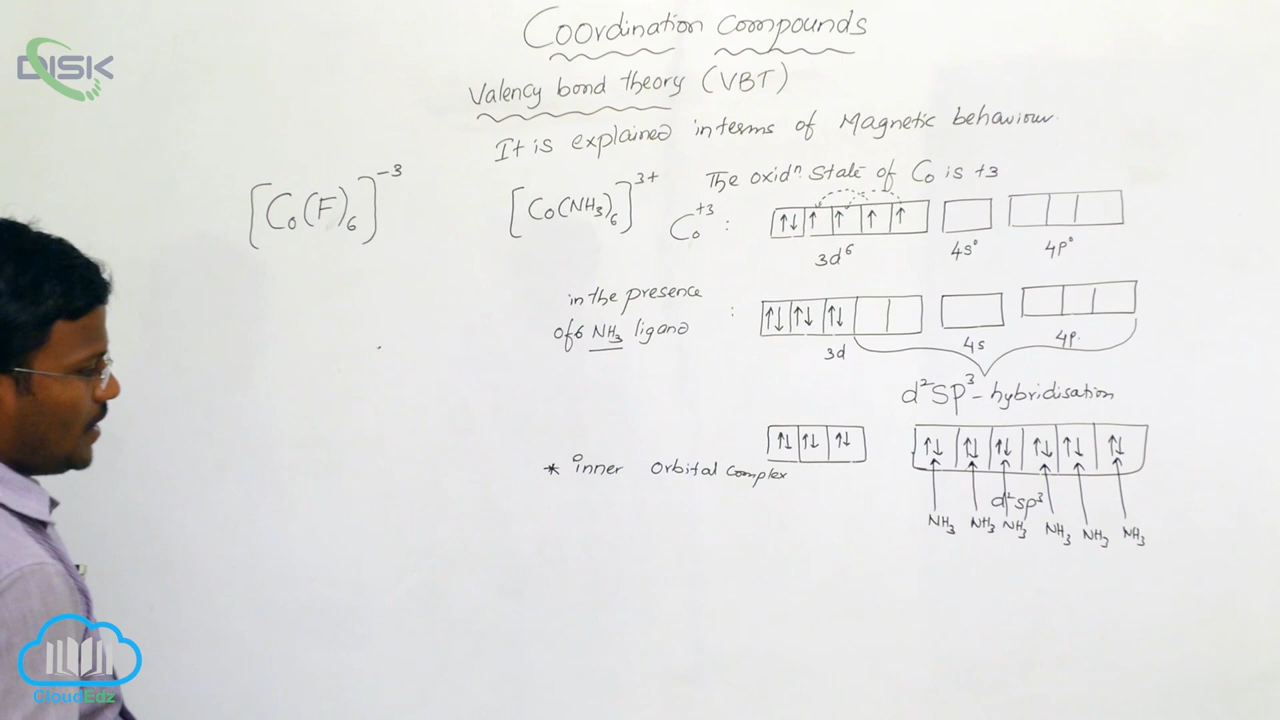 DISK
Coordination Compounds
Valency bond theory (VBT)
It is explained interms of Magnetic behaviour.
[Co(F)6]-3
[Co(NH3)6]3+ The oxidn. State of Co is +3
Co+3 : ↑↓ ↑ ↑ ↑ ↑
3d6 4s° 4p°
in the presence
of 6 NH3 ligand : ↑↓ ↑↓ ↑↓
3d 4s 4p.
d2sp3 - hybridisation
↑↓ ↑↓ ↑↓ ↑↓ ↑↓ ↑↓ ↑↓ ↑↓ ↑↓
* inner orbital complex
d2sp3
NH3 NH3 NH3 NH3 NH3 NH3
CloudEdz